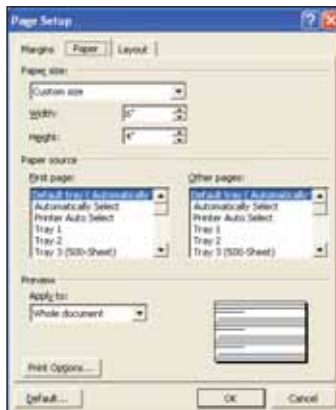 Page Setup
Margins Paper Layout
Paper size:
Custom size
Width: 6"
Height: 4"
Paper source
First page: Other pages:
Default tray (Automatically Default tray (Automatically
Automatically Select Automatically Select
Printer Auto Select Printer Auto Select
Tray 1 Tray 1
Tray 2 Tray 2
Tray 3 (500-Sheet) Tray 3 (500-Sheet)
Preview
Apply to:
Whole document
Print Options...
Default... OK Cancel